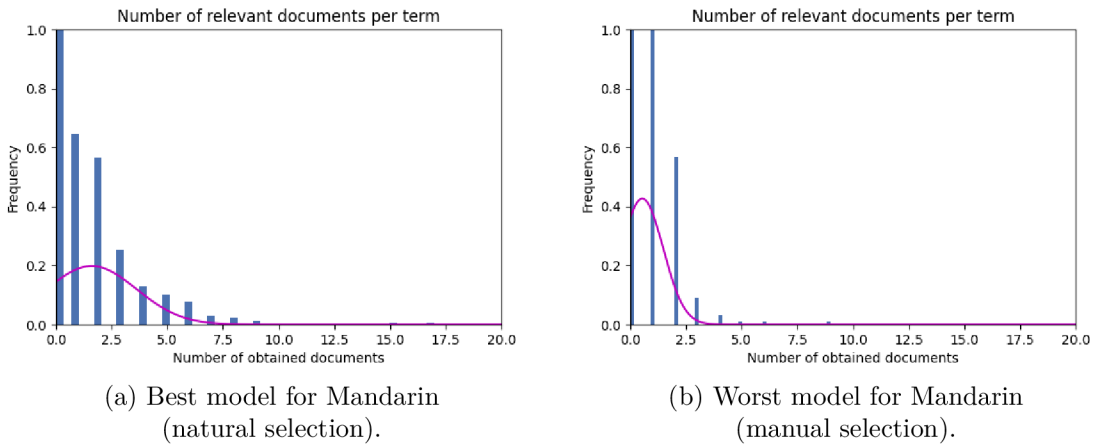 Number of relevant documents per term
1.0
0.8
0.6
0.4
0.2
0.0
Frequency
0.0 2.5 5.0 7.5 10.0 12.5 15.0 17.5 20.0
Number of obtained documents
(a) Best model for Mandarin
(natural selection).
Number of relevant documents per term
1.0
0.8
0.6
0.4
0.2
0.0
Frequency
0.0 2.5 5.0 7.5 10.0 12.5 15.0 17.5 20.0
Number of obtained documents
(b) Worst model for Mandarin
(manual selection).